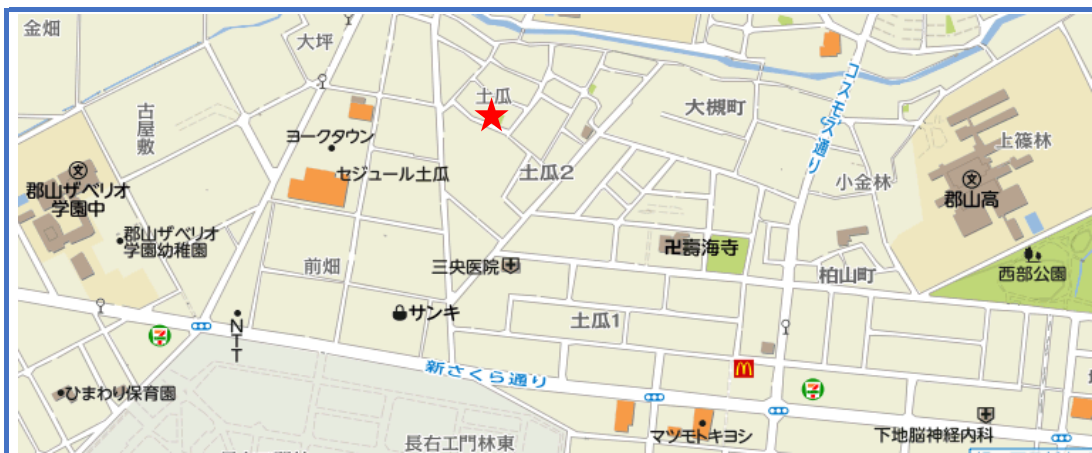 金畑
大坪
土瓜
古屋敷
ヨークタウン
セジュール土瓜
土瓜2
大槻町
コスモス通り
小金林
上篠林
文
郡山高
文
郡山ザベリオ
学園中
郡山ザベリオ
学園幼稚園
前畑
三央医院
卍壽海寺
柏山町
西部公園
サンキ
土瓜1
NTT
7
新さくら通り
M
7
ひまわり保育園
長右エ門林東
マツモトキヨシ
下地脳神経内科